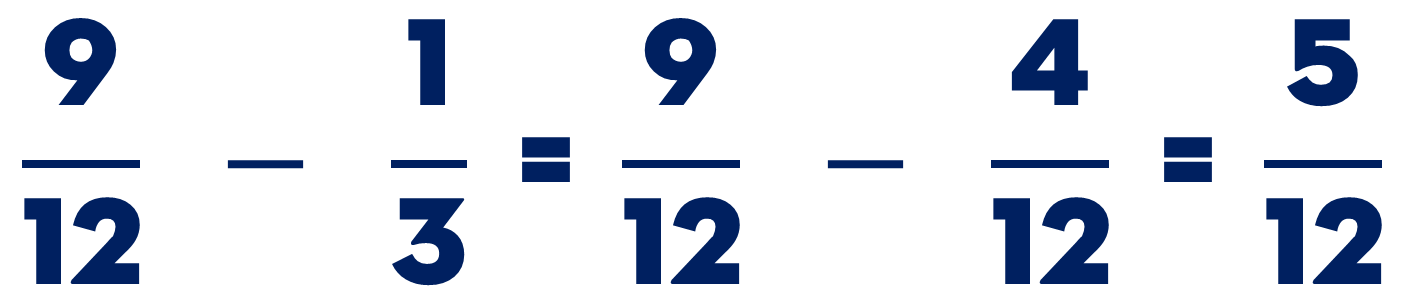 9/12 − 1/3 = 9/12 − 4/12 = 5/12